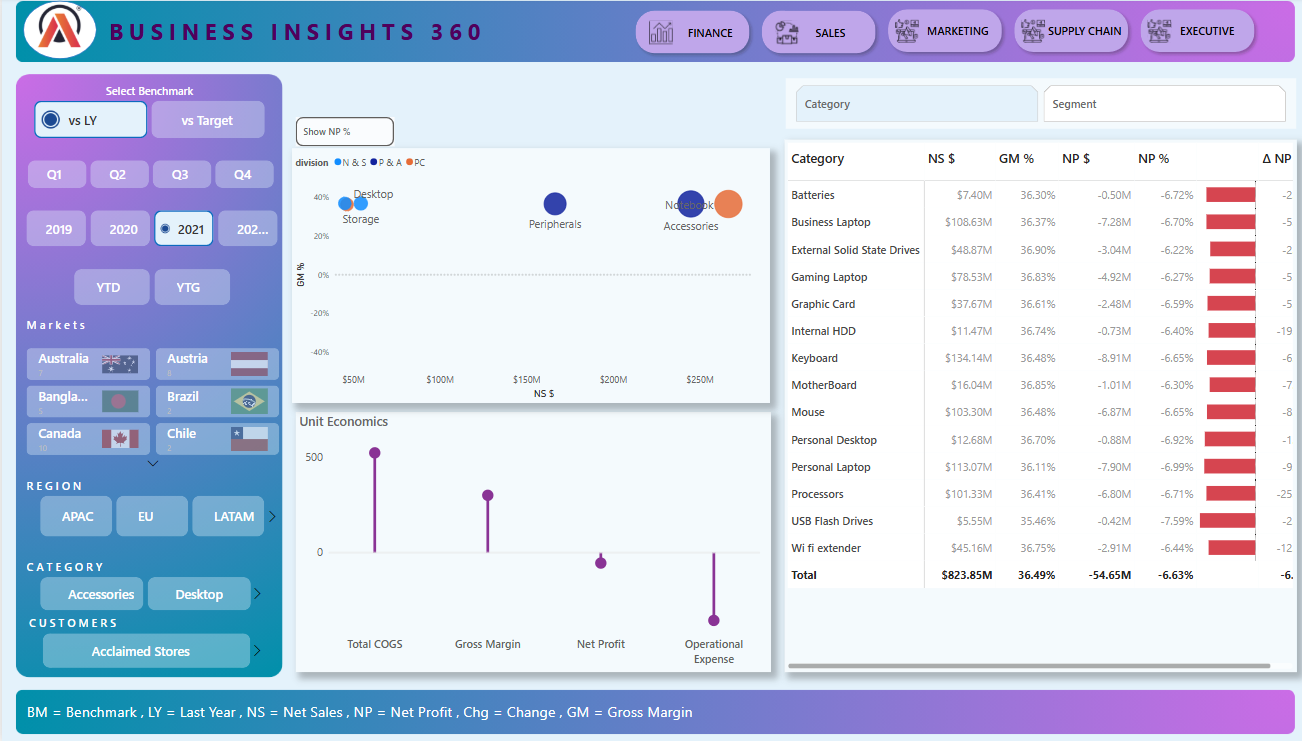 BUSINESS INSIGHTS 360
FINANCE
SALES
MARKETING
SUPPLY CHAIN
EXECUTIVE
Select Benchmark
vs LY
vs Target
Q1
Q2
Q3
Q4
2019
2020
2021
202...
YTD
YTG
Markets
Australia
7
Austria
8
Bangla...
5
Brazil
2
Canada
10
Chile
2
REGION
APAC
EU
LATAM
CATEGORY
Accessories
Desktop
CUSTOMERS
Acclaimed Stores
Show NP %
division N & S P & A PC
GM %
40%
20%
0%
-20%
-40%
Desktop
Storage
Peripherals
Notebook
Accessories
$50M $100M $150M $200M $250M
NS $
Unit Economics
500
0
Total COGS
Gross Margin
Net Profit
Operational
Expense
Category
Segment
Category NS $ GM % NP $ NP % Δ NP
Batteries $7.40M 36.30% -0.50M -6.72% -2
Business Laptop $108.63M 36.37% -7.28M -6.70% -5
External Solid State Drives $48.87M 36.90% -3.04M -6.22% -2
Gaming Laptop $78.53M 36.83% -4.92M -6.27% -5
Graphic Card $37.67M 36.61% -2.48M -6.59% -5
Internal HDD $11.47M 36.74% -0.73M -6.40% -19
Keyboard $134.14M 36.48% -8.91M -6.65% -6
MotherBoard $16.04M 36.85% -1.01M -6.30% -7
Mouse $103.30M 36.48% -6.87M -6.65% -8
Personal Desktop $12.68M 36.70% -0.88M -6.92% -1
Personal Laptop $113.07M 36.11% -7.90M -6.99% -9
Processors $101.33M 36.41% -6.80M -6.71% -25
USB Flash Drives $5.55M 35.46% -0.42M -7.59% -2
Wi fi extender $45.16M 36.75% -2.91M -6.44% -12
Total $823.85M 36.49% -54.65M -6.63% -6.
BM = Benchmark , LY = Last Year , NS = Net Sales , NP = Net Profit , Chg = Change , GM = Gross Margin